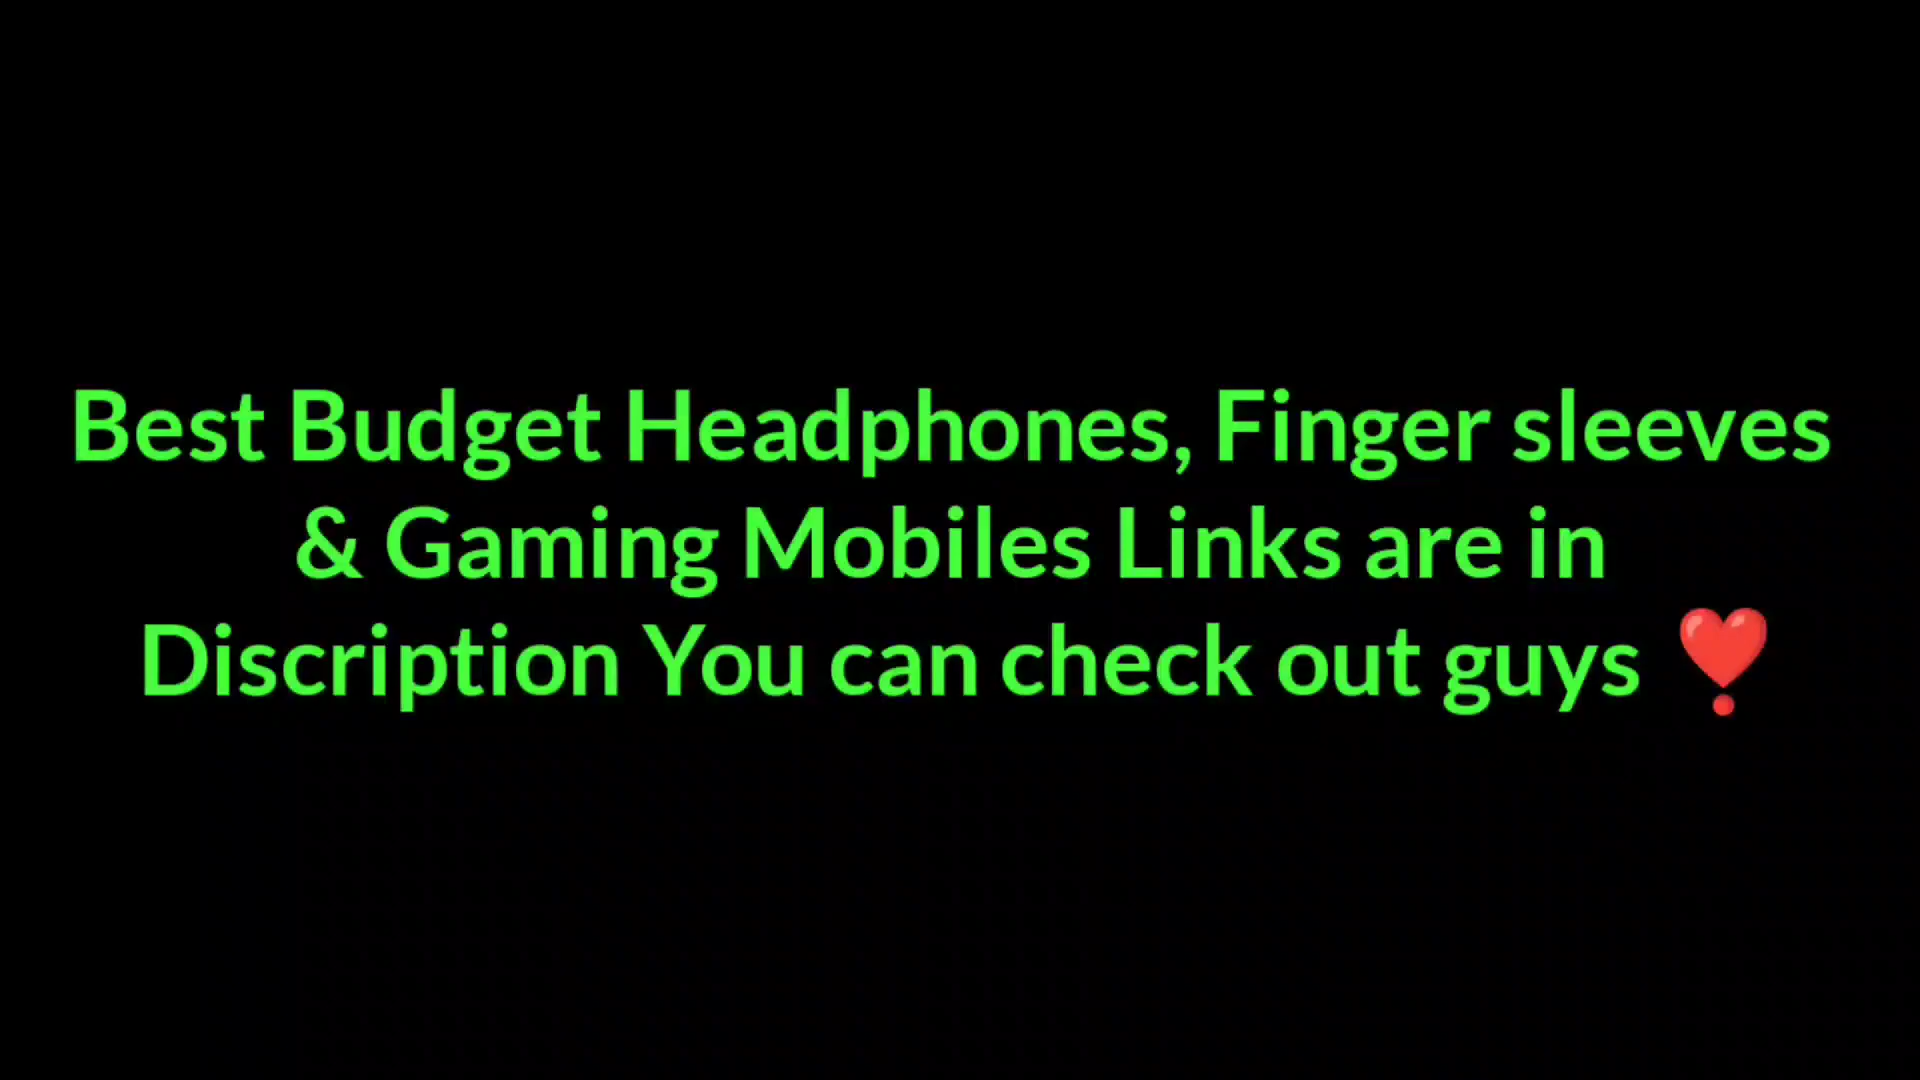 Best Budget Headphones, Finger sleeves
& Gaming Mobiles Links are in
Discription You can check out guys ❣️